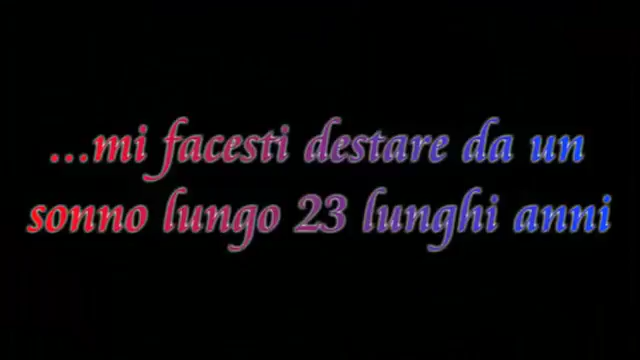 ...mi facesti destare da un
sonno lungo 23 lunghi anni